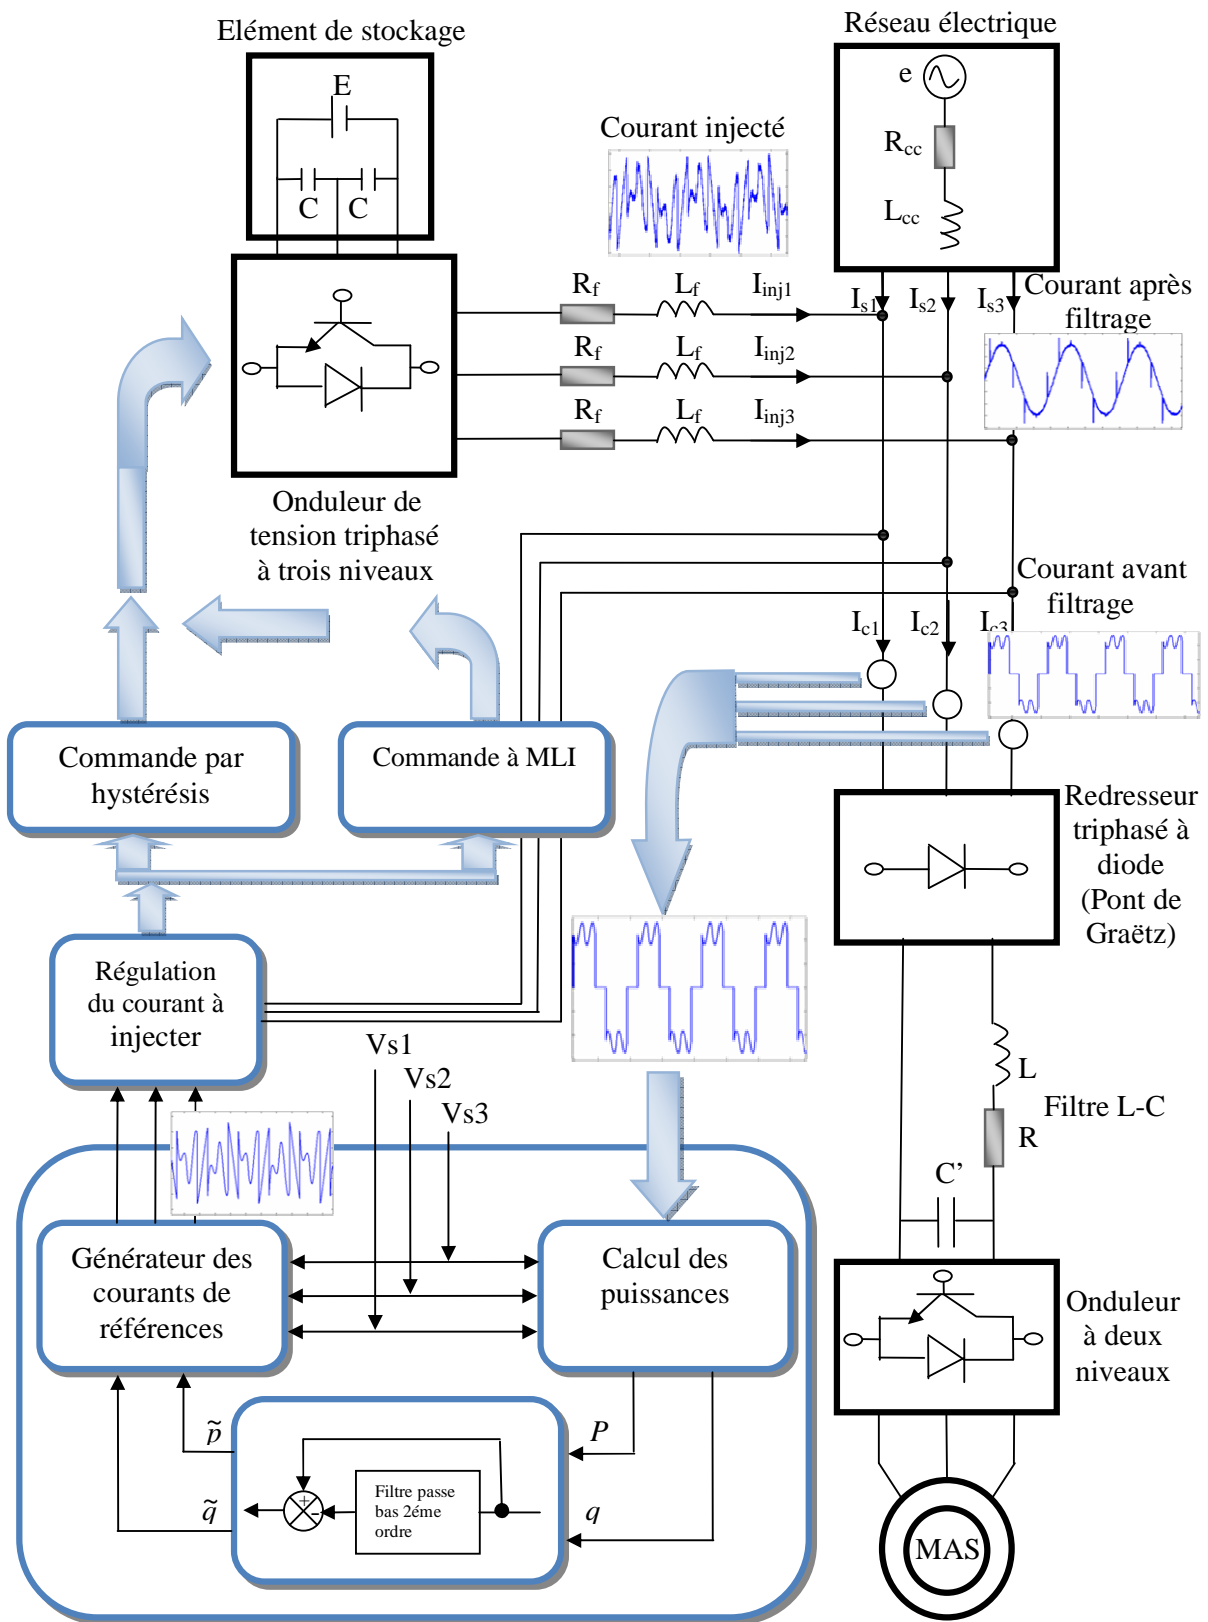 Elément de stockage
E
C C
Réseau électrique
e
Rcc
Lcc
Courant injecté
Rf Lf Iinj1
Rf Lf Iinj2
Rf Lf Iinj3
Is1 Is2 Is3
Courant après
filtrage
Onduleur de
tension triphasé
à trois niveaux
Courant avant
filtrage
Ic1 Ic2 Ic3
Commande par
hystérésis
Commande à MLI
Redresseur
triphasé à
diode
(Pont de
Graëtz)
Régulation
du courant à
injecter
Vs1
Vs2
Vs3
L
Filtre L-C
R
C’
Générateur des
courants de
références
Calcul des
puissances
Onduleur
à deux
niveaux
p̃
P
q̃
q
+
-
Filtre passe
bas 2éme
ordre
MAS